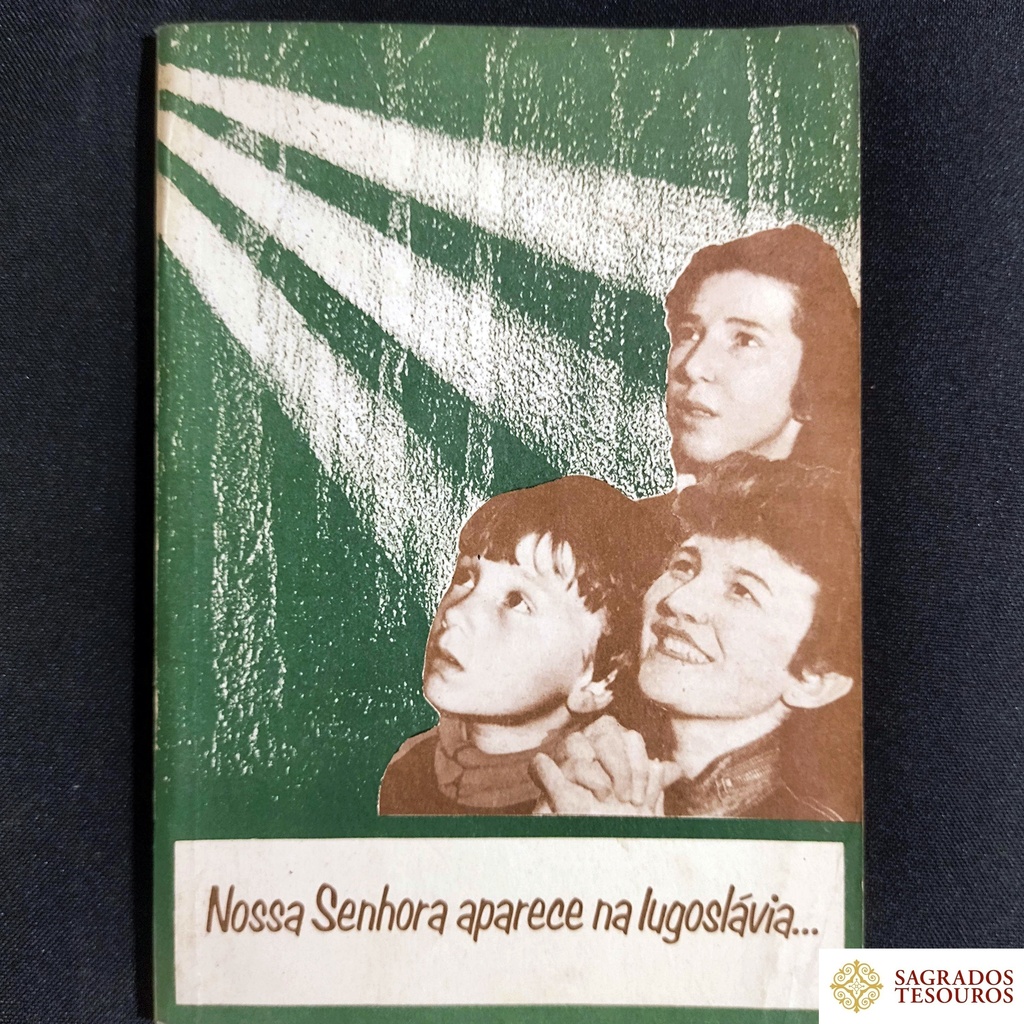 Nossa Senhora aparece na Iugoslávia...
SAGRADOS
TESOUROS